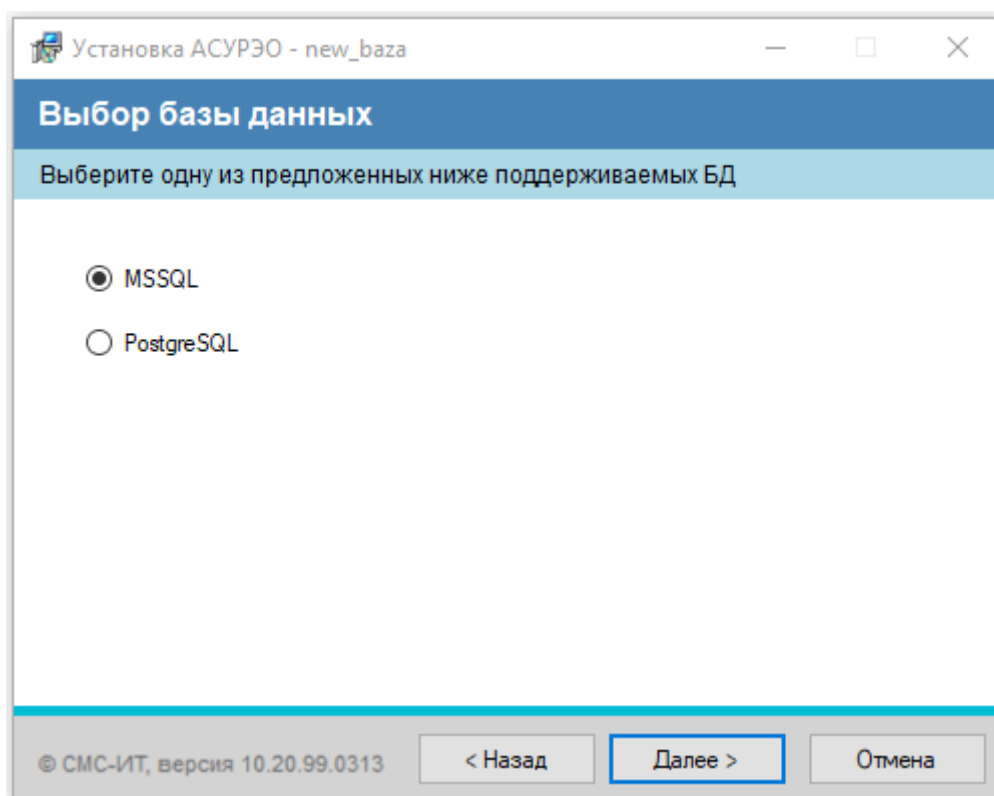 Установка АСУРЭО - new_baza
Выбор базы данных
Выберите одну из предложенных ниже поддерживаемых БД
MSSQL
PostgreSQL
© СМС-ИТ, версия 10.20.99.0313
< Назад
Далее >
Отмена